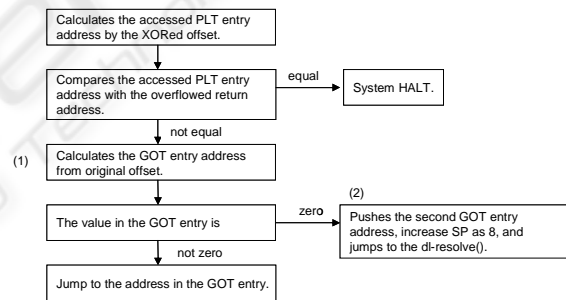 Calculates the accessed PLT entry
address by the XORed offset.
Compares the accessed PLT entry
address with the overflowed return
address.
equal
System HALT.
not equal
(1)
Calculates the GOT entry address
from original offset.
The value in the GOT entry is
zero
(2)
Pushes the second GOT entry
address, increase SP as 8, and
jumps to the dl-resolve().
not zero
Jump to the address in the GOT entry.